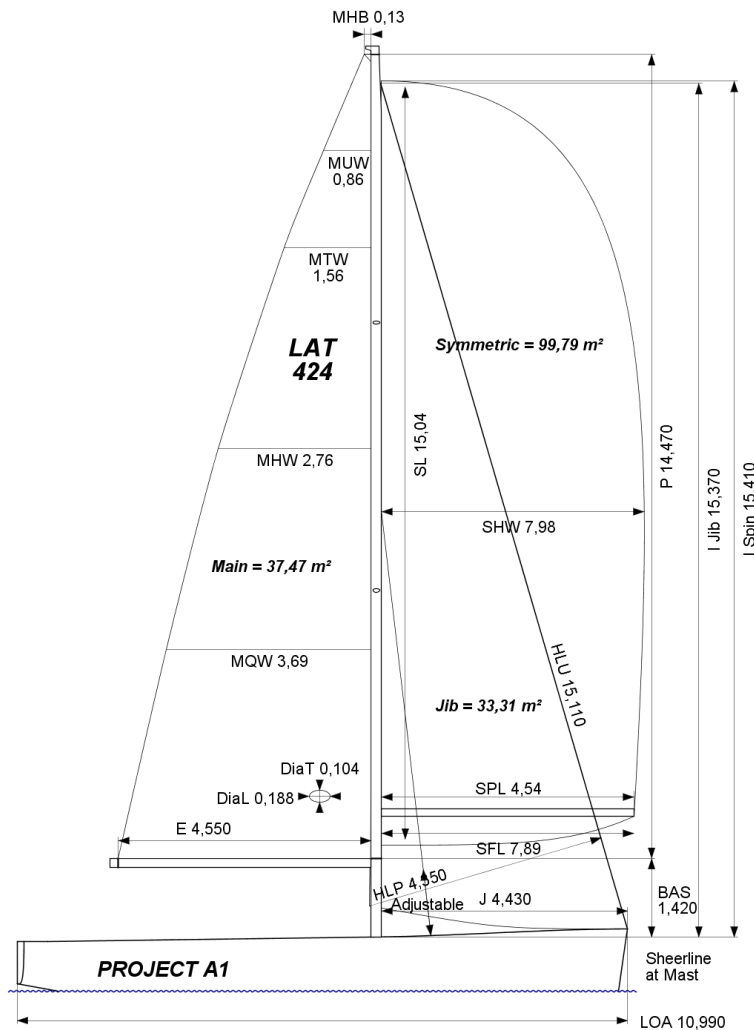 MHB 0,13
MUW
0,86
MTW
1,56
LAT
424
Symmetric = 99,79 m²
SL 15,04
P 14,470
I Jib 15,370
I Spin 15,410
MHW 2,76
SHW 7,98
Main = 37,47 m²
MQW 3,69
HLU 15,110
Jib = 33,31 m²
DiaT 0,104
DiaL 0,188
SPL 4,54
E 4,550
SFL 7,89
HLP 4,550
Adjustable
J 4,430
BAS
1,420
PROJECT A1
Sheerline
at Mast
LOA 10,990